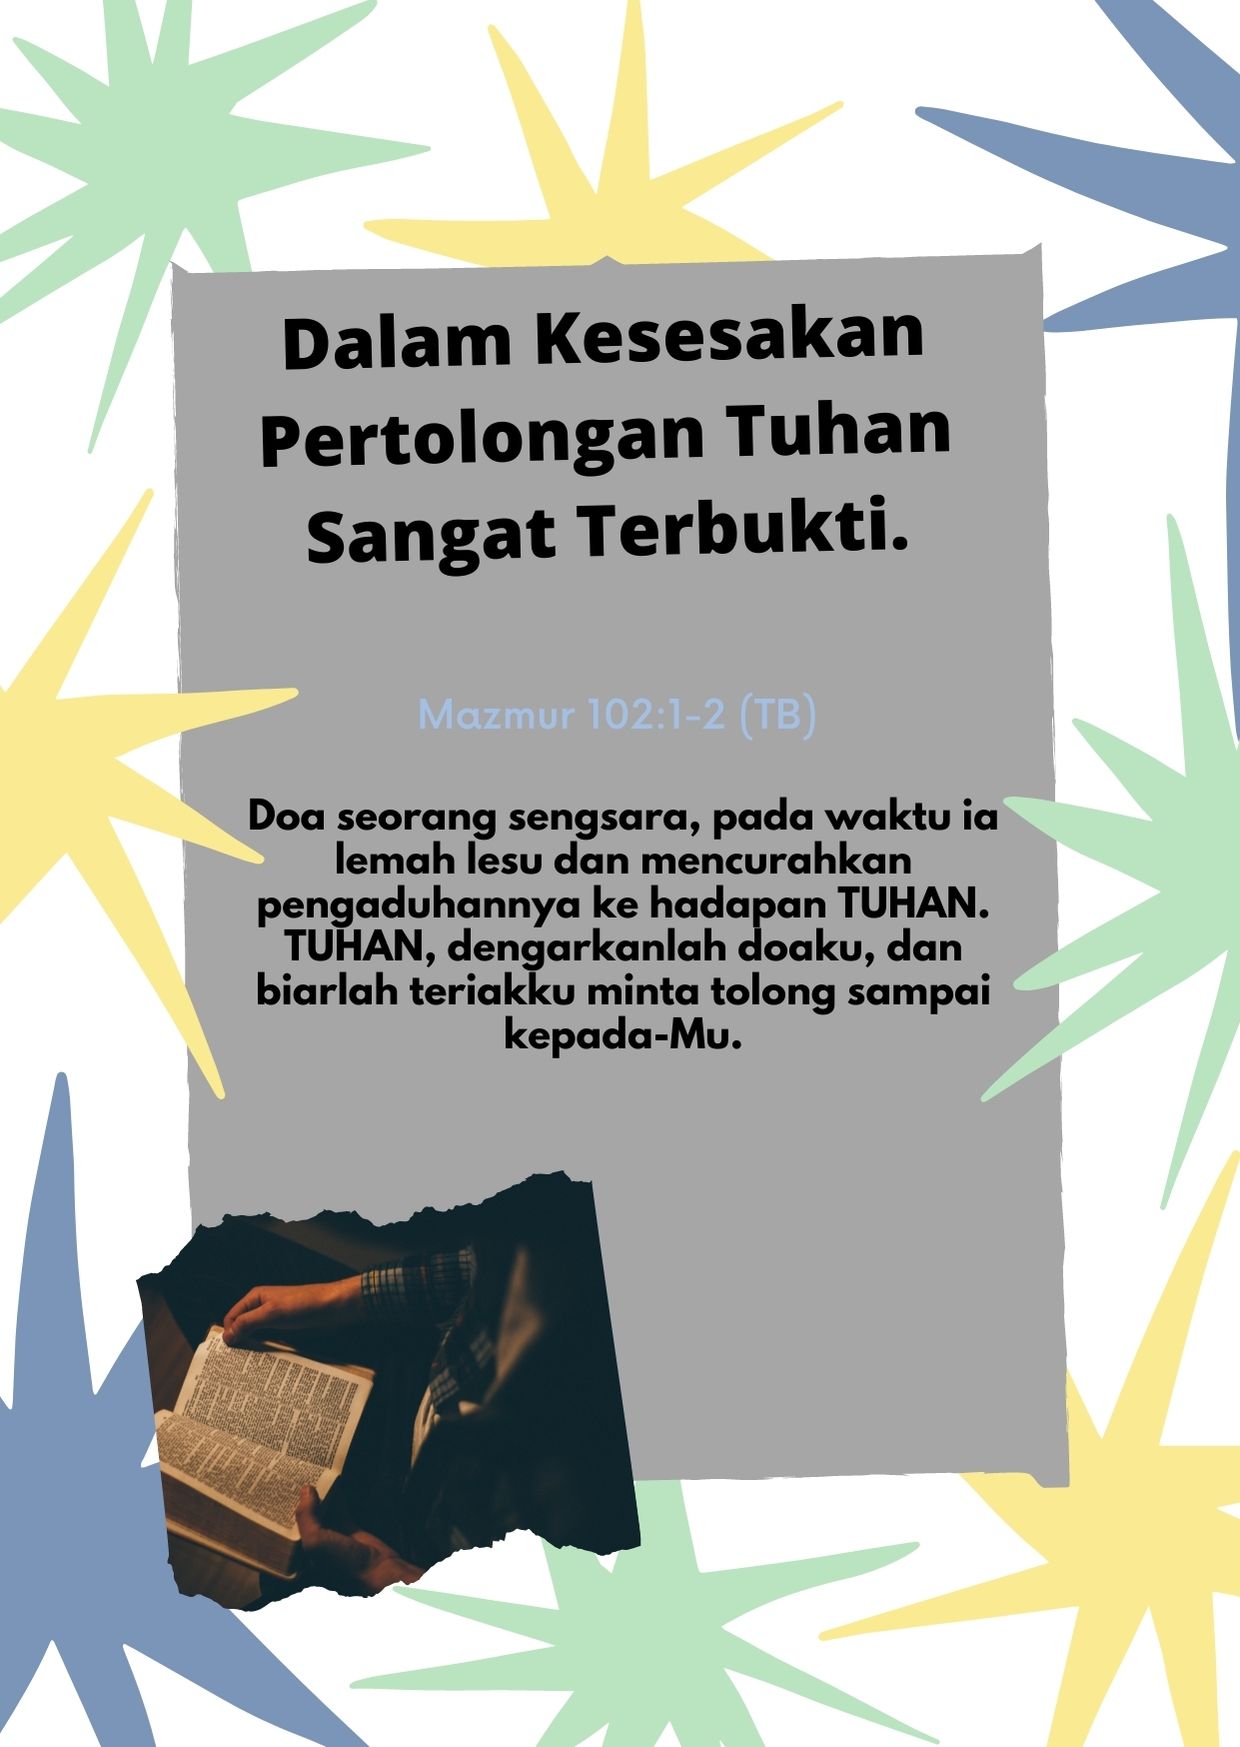 Dalam Kesesakan
Pertolongan Tuhan
Sangat Terbukti.
Mazmur 102:1-2 (TB)
Doa seorang sengsara, pada waktu ia
lemah lesu dan mencurahkan
pengaduhannya ke hadapan TUHAN.
TUHAN, dengarkanlah doaku, dan
biarlah teriakku minta tolong sampai
kepada-Mu.